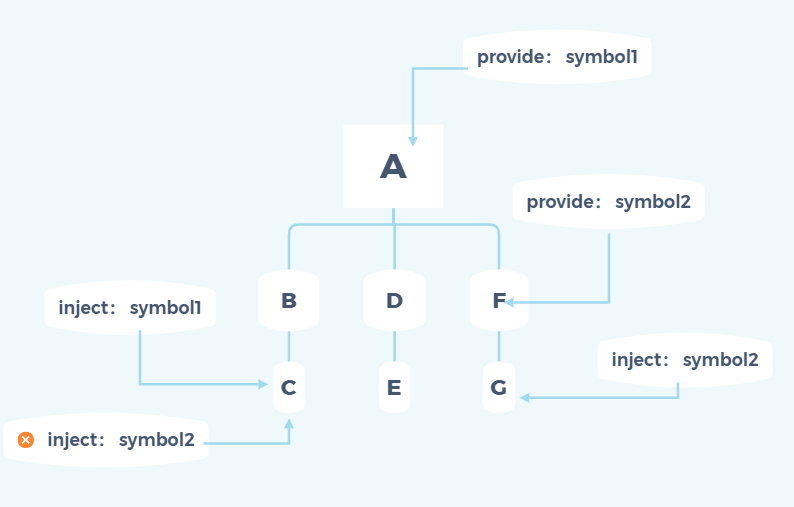 provide: symbol1
A
provide: symbol2
B
D
F
inject: symbol1
inject: symbol2
C
E
G
inject: symbol2